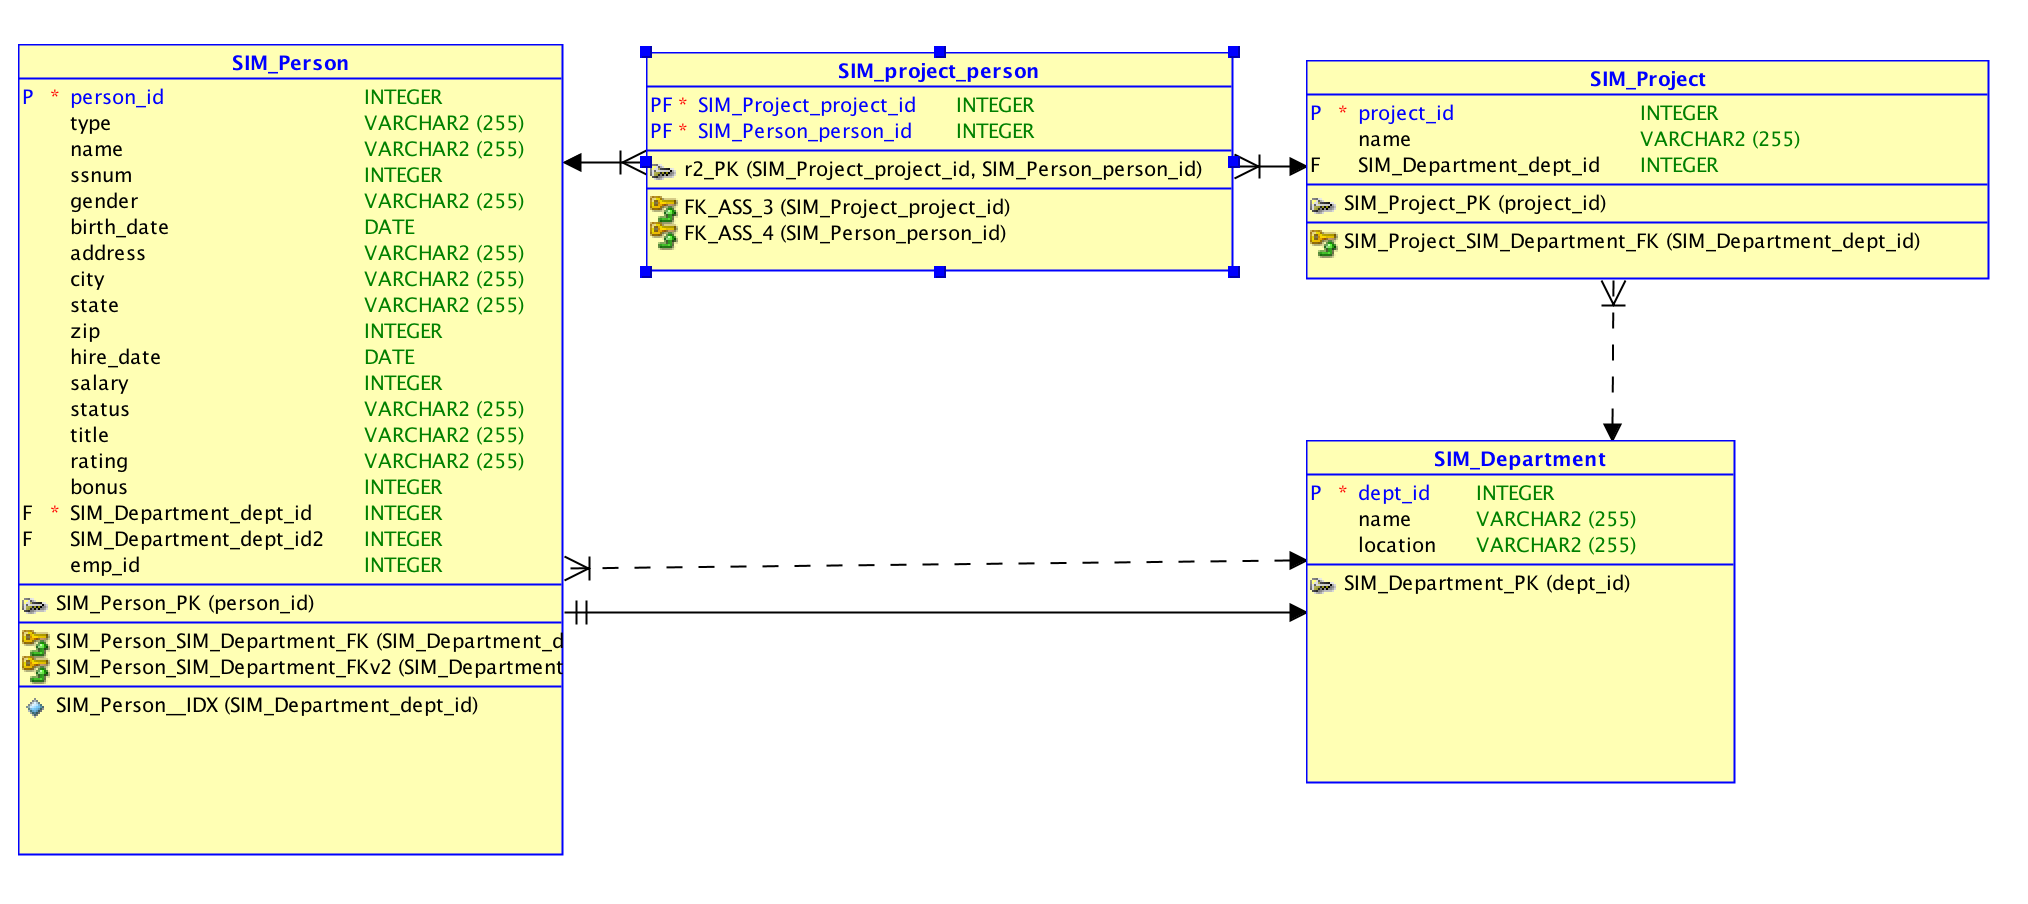 SIM_Person
P * person_id INTEGER
type VARCHAR2 (255)
name VARCHAR2 (255)
ssnum INTEGER
gender VARCHAR2 (255)
birth_date DATE
address VARCHAR2 (255)
city VARCHAR2 (255)
state VARCHAR2 (255)
zip INTEGER
hire_date DATE
salary INTEGER
status VARCHAR2 (255)
title VARCHAR2 (255)
rating VARCHAR2 (255)
bonus INTEGER
F * SIM_Department_dept_id INTEGER
F SIM_Department_dept_id2 INTEGER
emp_id INTEGER
SIM_Person_PK (person_id)
SIM_Person_SIM_Department_FK (SIM_Department_d
SIM_Person_SIM_Department_FKv2 (SIM_Department
SIM_Person__IDX (SIM_Department_dept_id)
SIM_project_person
PF * SIM_Project_project_id INTEGER
PF * SIM_Person_person_id INTEGER
r2_PK (SIM_Project_project_id, SIM_Person_person_id)
FK_ASS_3 (SIM_Project_project_id)
FK_ASS_4 (SIM_Person_person_id)
SIM_Project
P * project_id INTEGER
name VARCHAR2 (255)
F SIM_Department_dept_id INTEGER
SIM_Project_PK (project_id)
SIM_Project_SIM_Department_FK (SIM_Department_dept_id)
SIM_Department
P * dept_id INTEGER
name VARCHAR2 (255)
location VARCHAR2 (255)
SIM_Department_PK (dept_id)